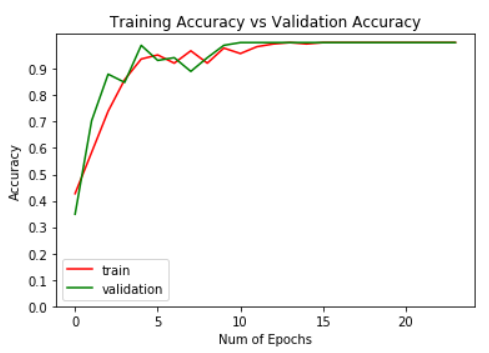 Training Accuracy vs Validation Accuracy
Accuracy
0.9
0.8
0.7
0.6
0.5
0.4
0.3
0.2
0.1
0.0
train
validation
0 5 10 15 20
Num of Epochs